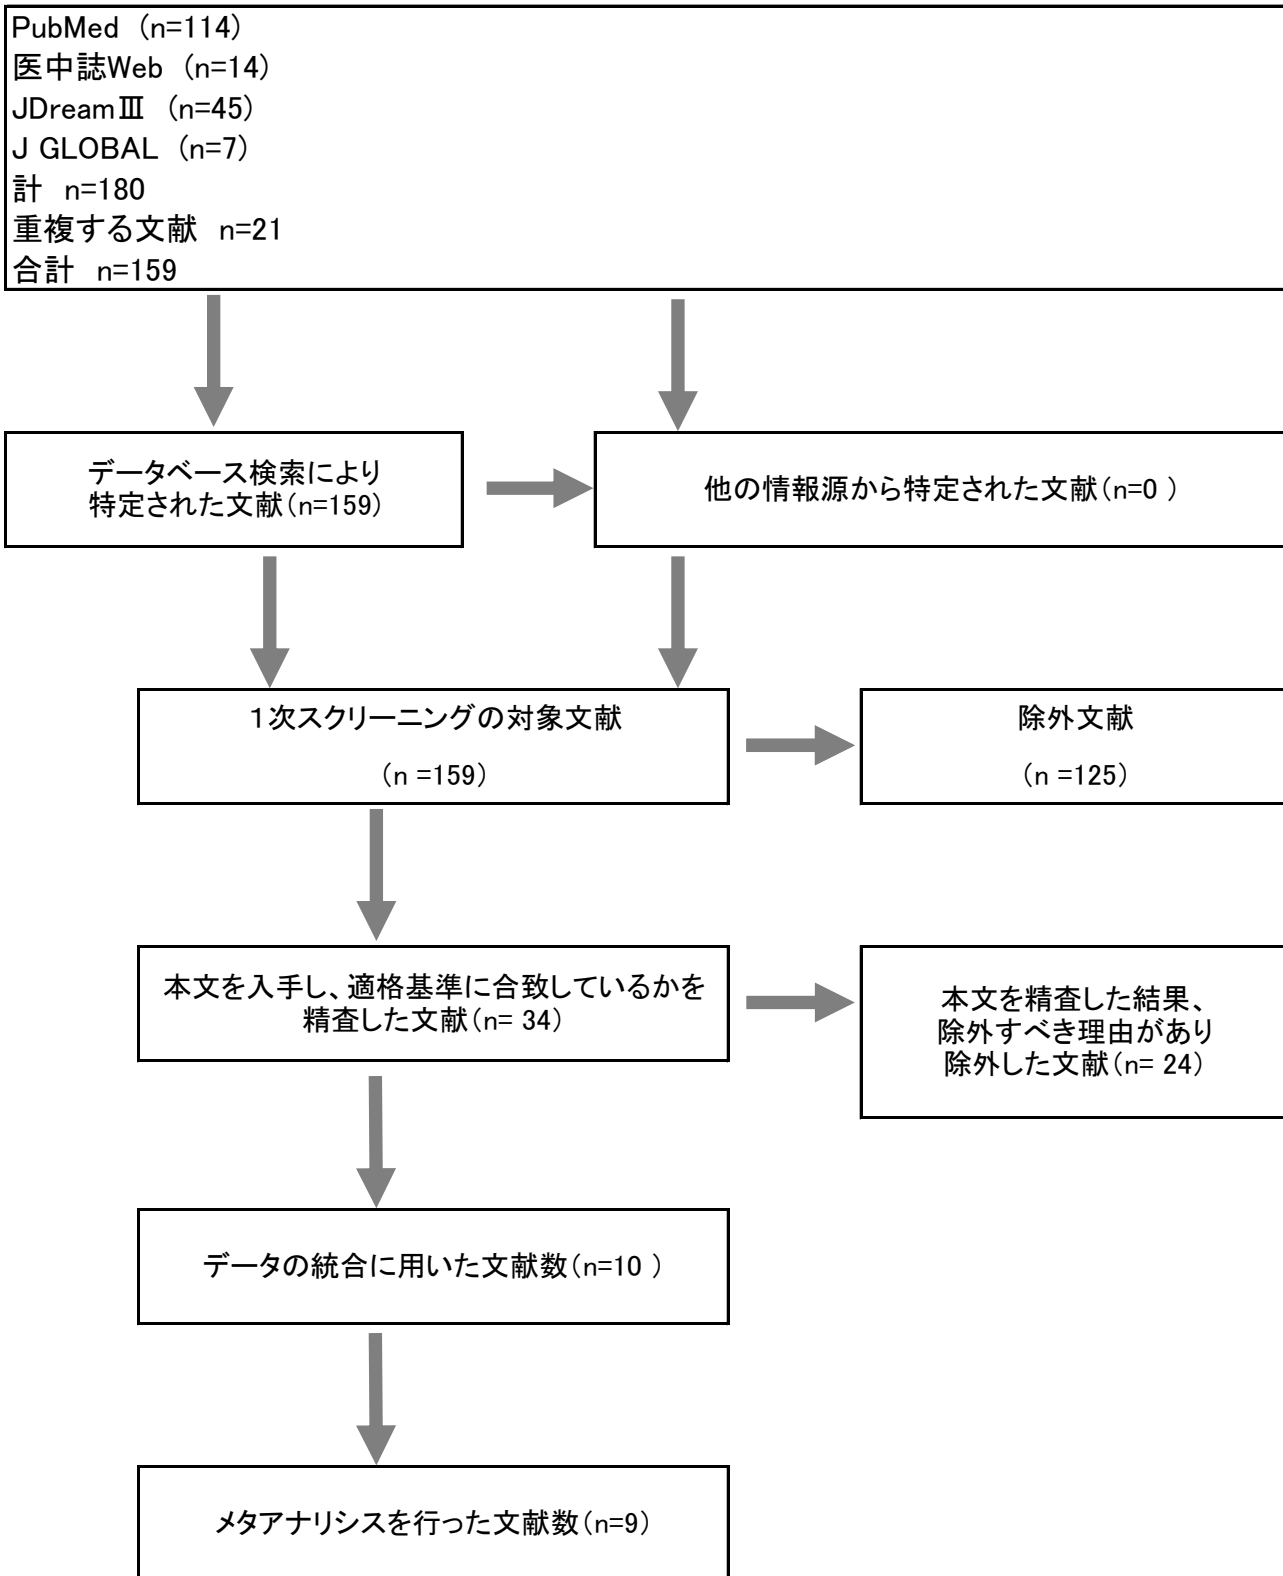 PubMed (n=114)
医中誌Web (n=14)
JDreamⅢ (n=45)
J GLOBAL (n=7)
計 n=180
重複する文献 n=21
合計 n=159
データベース検索により
特定された文献(n=159)
他の情報源から特定された文献(n=0 )
1次スクリーニングの対象文献
(n =159)
除外文献
(n =125)
本文を入手し、適格基準に合致しているかを
精査した文献(n= 34)
本文を精査した結果、
除外すべき理由があり
除外した文献(n= 24)
データの統合に用いた文献数(n=10 )
メタアナリシスを行った文献数(n=9)